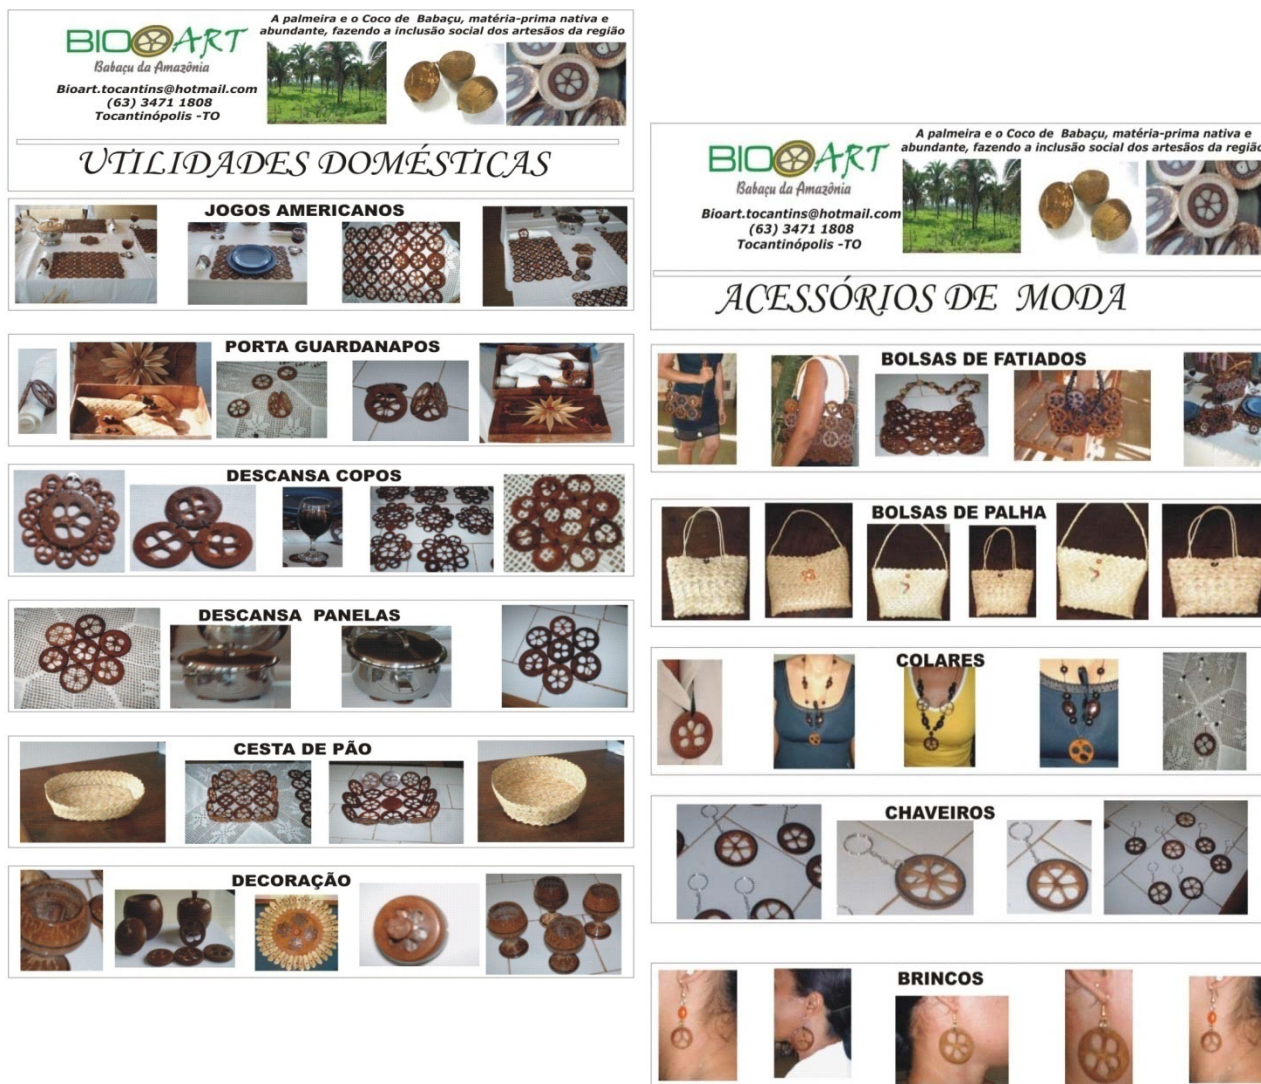 BIO ART
Babaçu da Amazônia
Bioart.tocantins@hotmail.com
(63) 3471 1808
Tocantinópolis -TO
A palmeira e o Coco de Babaçu, matéria-prima nativa e
abundante, fazendo a inclusão social dos artesãos da região
UTILIDADES DOMÉSTICAS
JOGOS AMERICANOS
PORTA GUARDANAPOS
DESCANSA COPOS
DESCANSA PANELAS
CESTA DE PÃO
DECORAÇÃO
BIO ART
Babaçu da Amazônia
Bioart.tocantins@hotmail.com
(63) 3471 1808
Tocantinópolis -TO
A palmeira e o Coco de Babaçu, matéria-prima nativa e
abundante, fazendo a inclusão social dos artesãos da região
ACESSÓRIOS DE MODA
BOLSAS DE FATIADOS
BOLSAS DE PALHA
COLARES
CHAVEIROS
BRINCOS